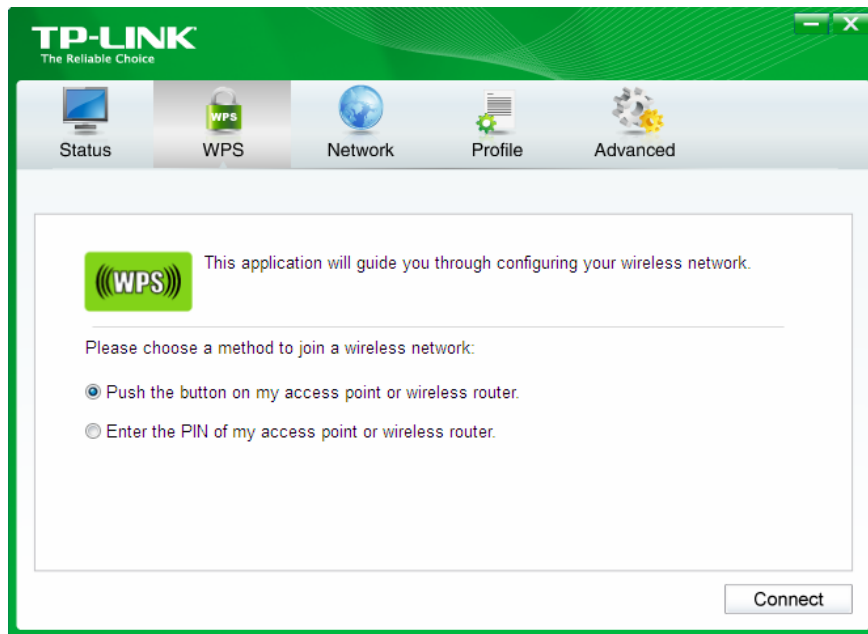 TP-LINK
The Reliable Choice
WPS
Status
WPS
Network
Profile
Advanced
WPS
This application will guide you through configuring your wireless network.
Please choose a method to join a wireless network:
Push the button on my access point or wireless router.
Enter the PIN of my access point or wireless router.
Connect